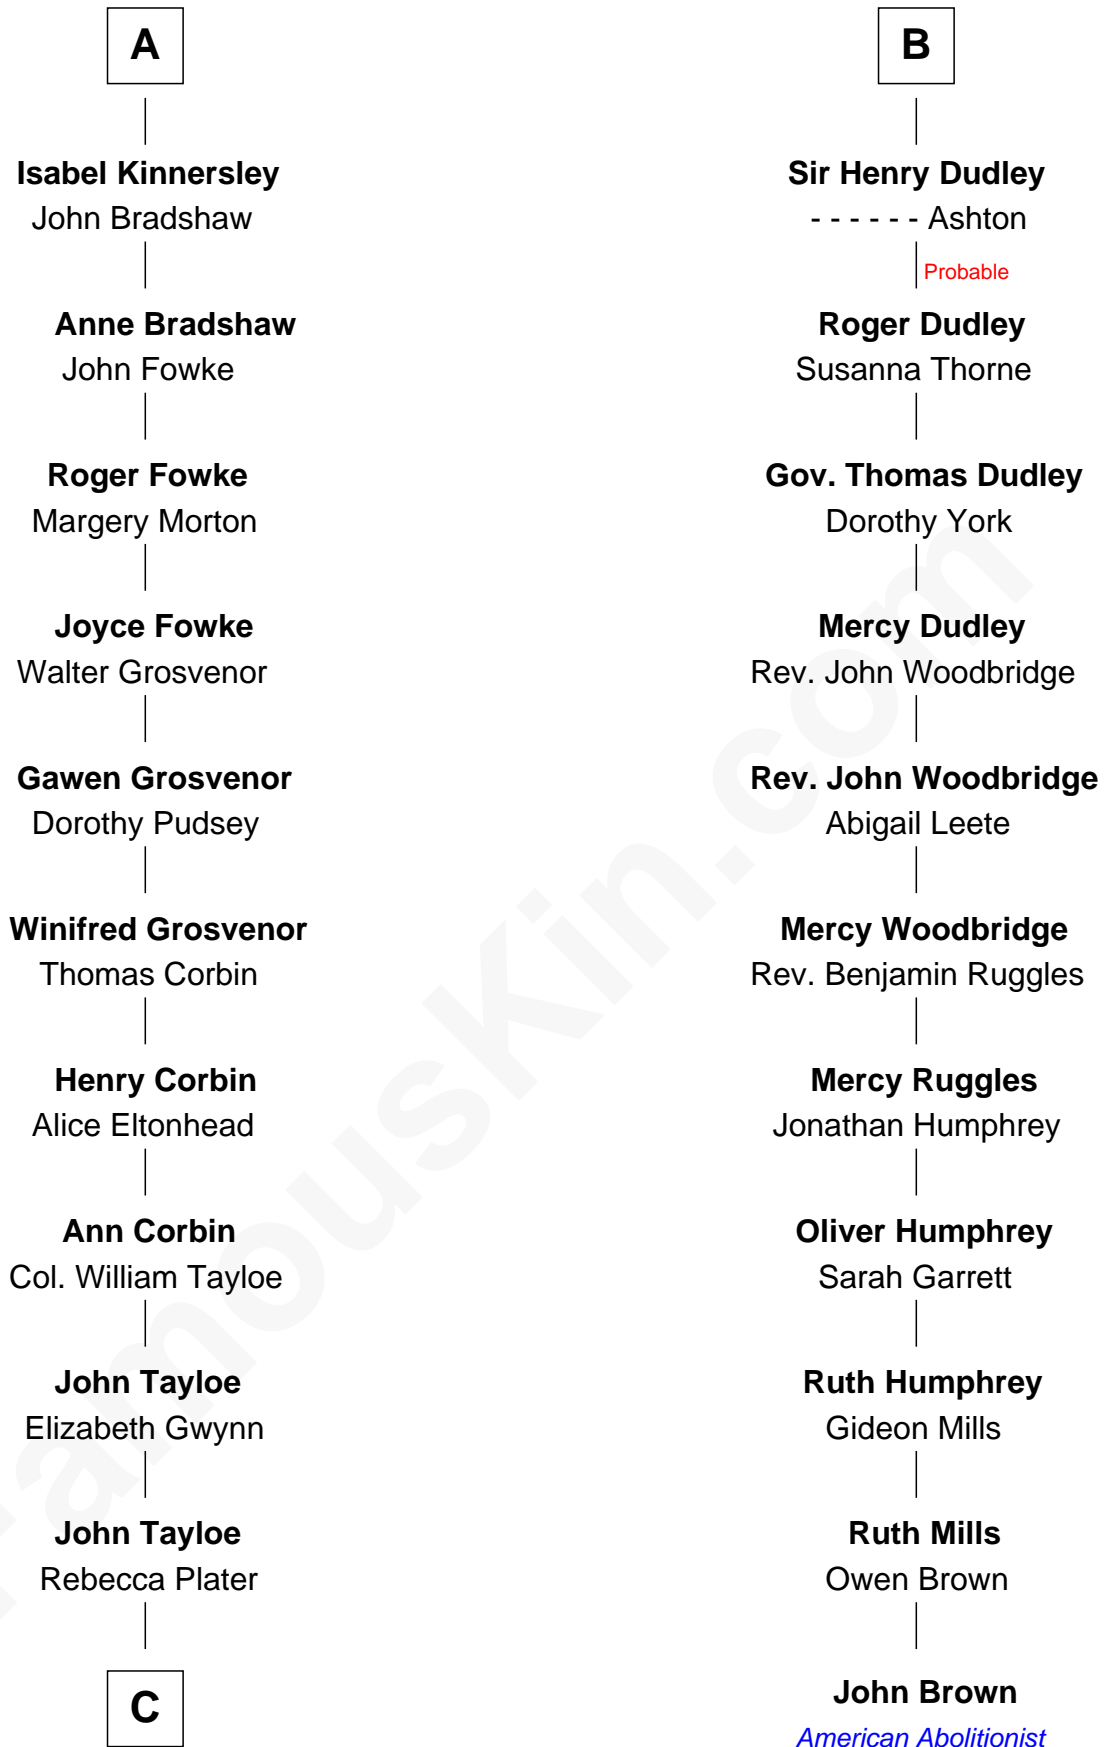 A
Isabel Kinnersley
John Bradshaw
Anne Bradshaw
John Fowke
Roger Fowke
Margery Morton
Joyce Fowke
Walter Grosvenor
Gawen Grosvenor
Dorothy Pudsey
Winifred Grosvenor
Thomas Corbin
Henry Corbin
Alice Eltonhead
Ann Corbin
Col. William Tayloe
John Tayloe
Elizabeth Gwynn
John Tayloe
Rebecca Plater
C
B
Sir Henry Dudley
- - - - - - Ashton
Probable
Roger Dudley
Susanna Thorne
Gov. Thomas Dudley
Dorothy York
Mercy Dudley
Rev. John Woodbridge
Rev. John Woodbridge
Abigail Leete
Mercy Woodbridge
Rev. Benjamin Ruggles
Mercy Ruggles
Jonathan Humphrey
Oliver Humphrey
Sarah Garrett
Ruth Humphrey
Gideon Mills
Ruth Mills
Owen Brown
John Brown
American Abolitionist
FamousKin.com